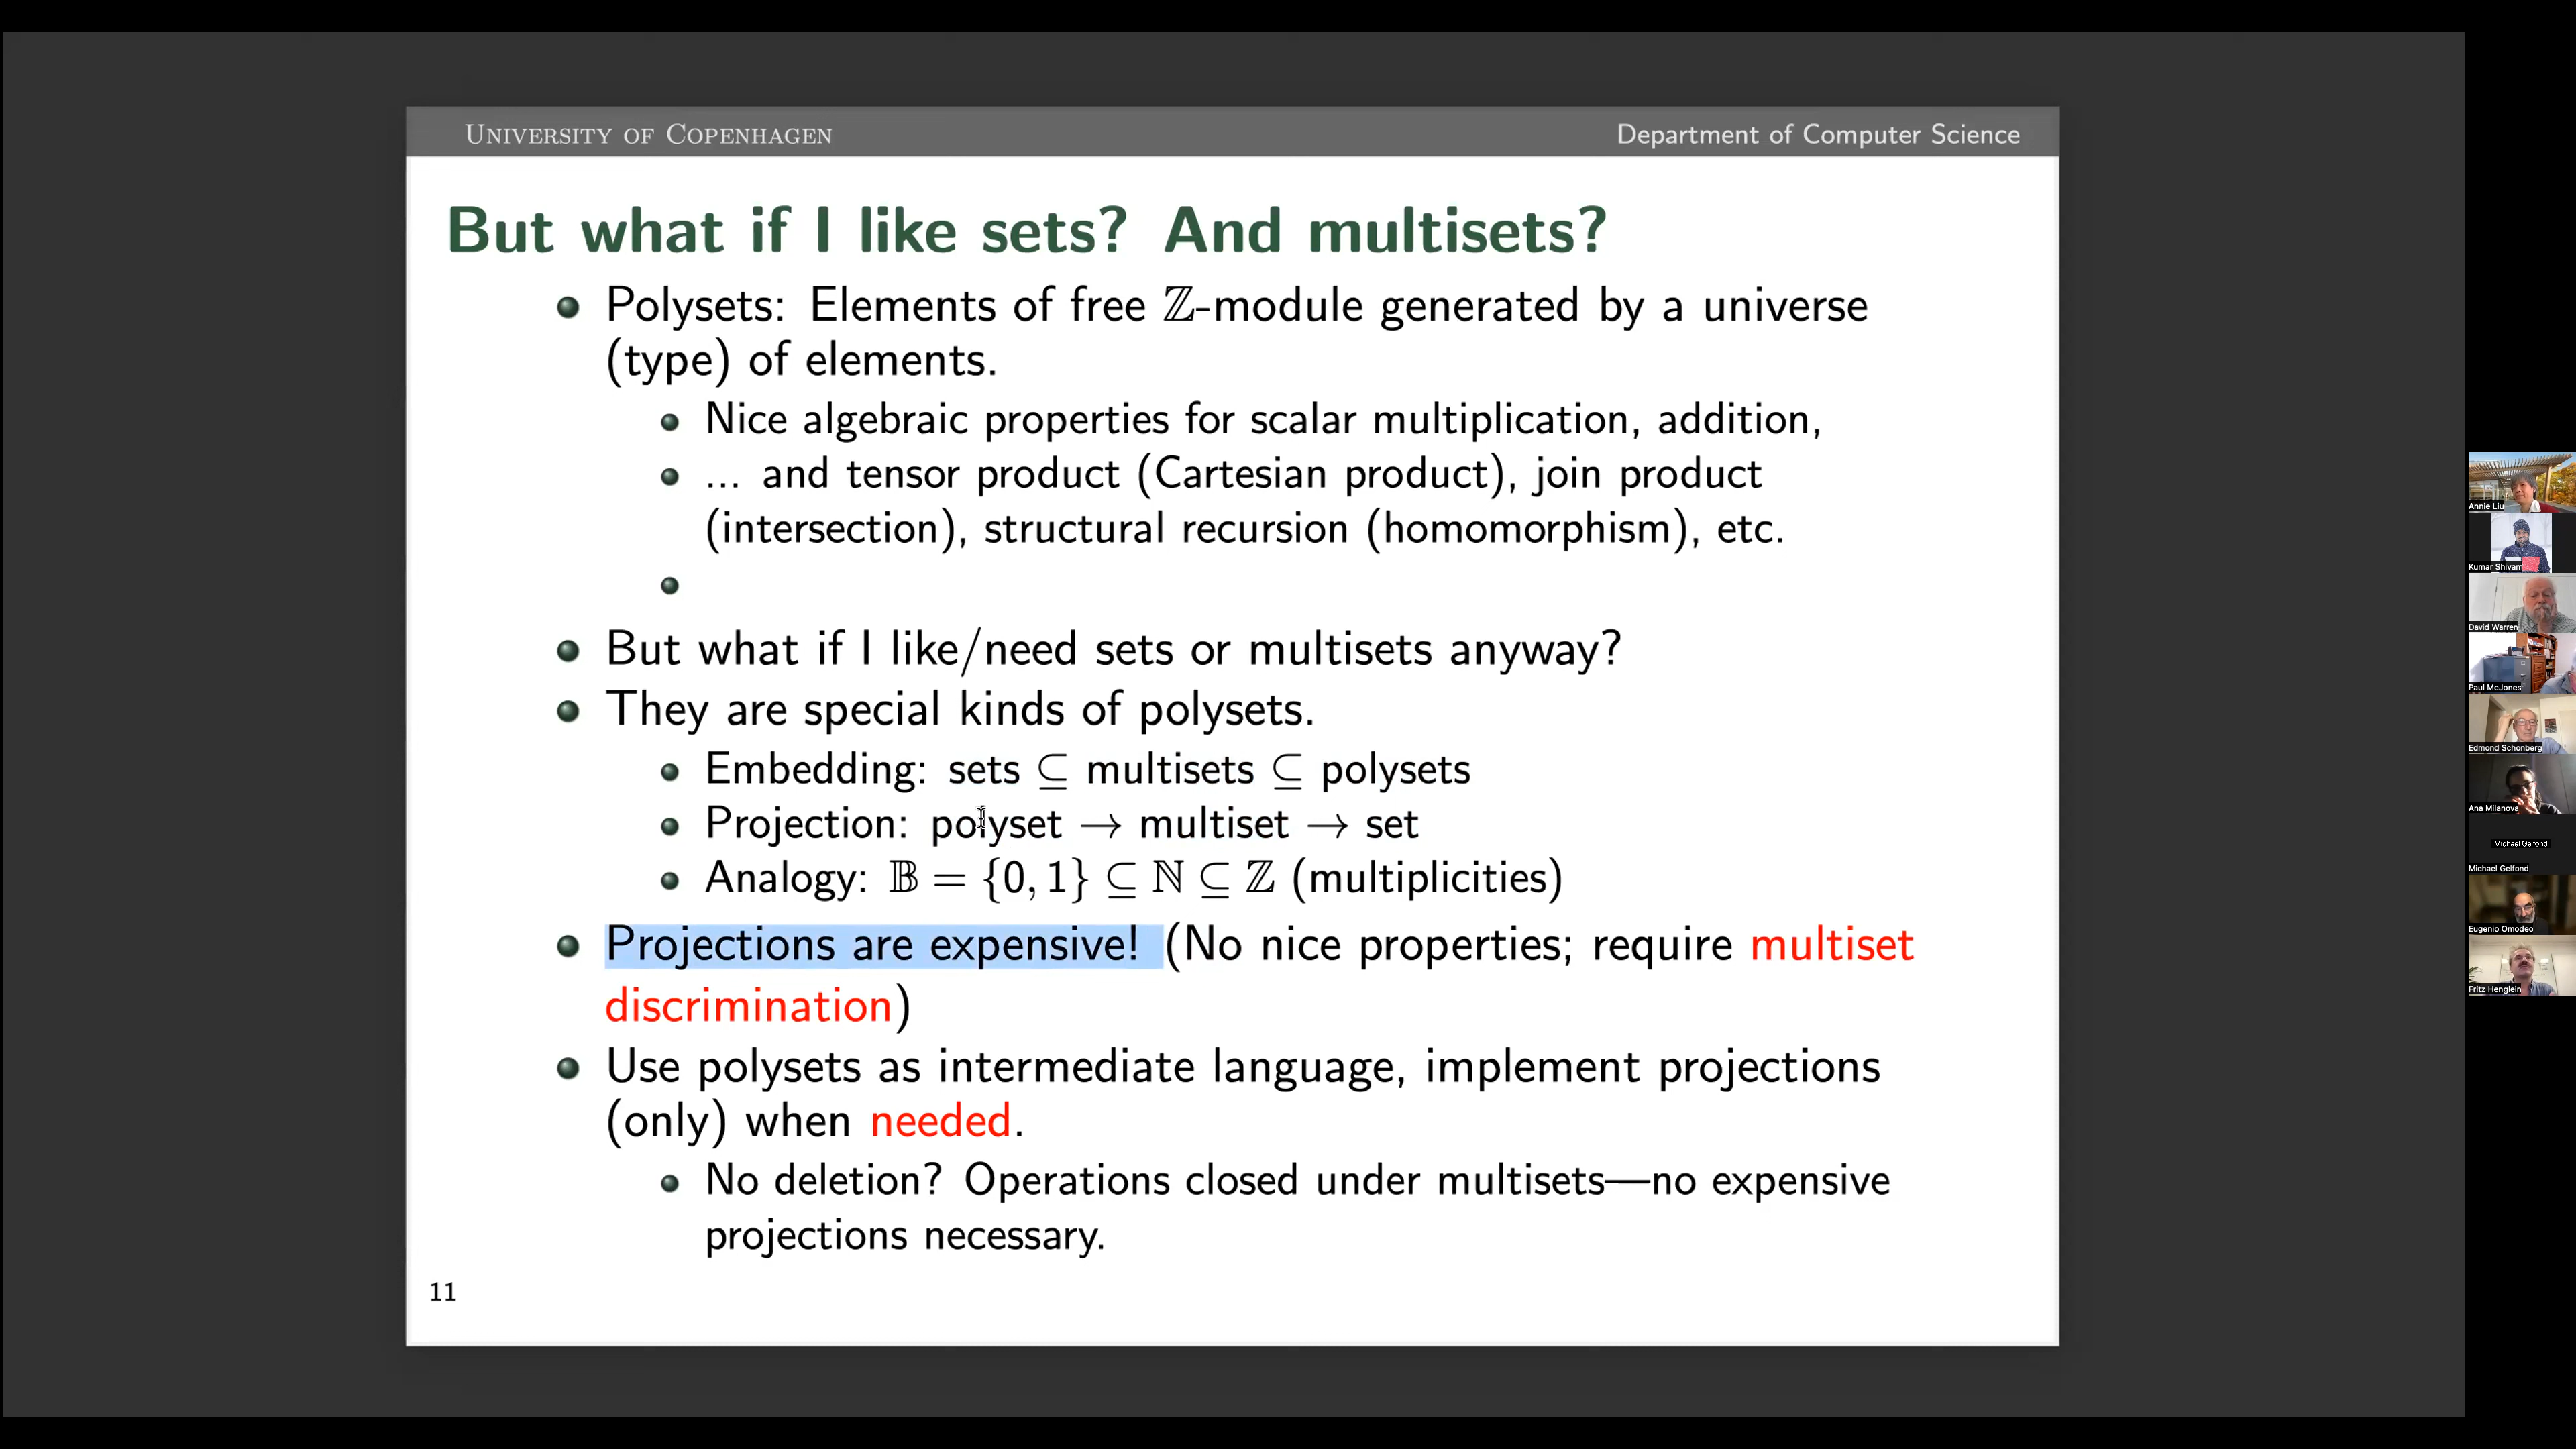 University of Copenhagen
Department of Computer Science
But what if I like sets? And multisets?
Polysets: Elements of free ℤ-module generated by a universe
(type) of elements.
Nice algebraic properties for scalar multiplication, addition,
... and tensor product (Cartesian product), join product
(intersection), structural recursion (homomorphism), etc.
But what if I like/need sets or multisets anyway?
They are special kinds of polysets.
Embedding: sets ⊆ multisets ⊆ polysets
Projection: polyset → multiset → set
Analogy: 𝔹 = {0, 1} ⊆ ℕ ⊆ ℤ (multiplicities)
Projections are expensive! (No nice properties; require multiset
discrimination)
Use polysets as intermediate language, implement projections
(only) when needed.
No deletion? Operations closed under multisets—no expensive
projections necessary.
11
Annie Liu
Kumar Shivam
David Warren
Paul McJones
Edmond Schonberg
Ana Milanova
Michael Gelfond
Michael Gelfond
Eugenio Omodeo
Fritz Henglein